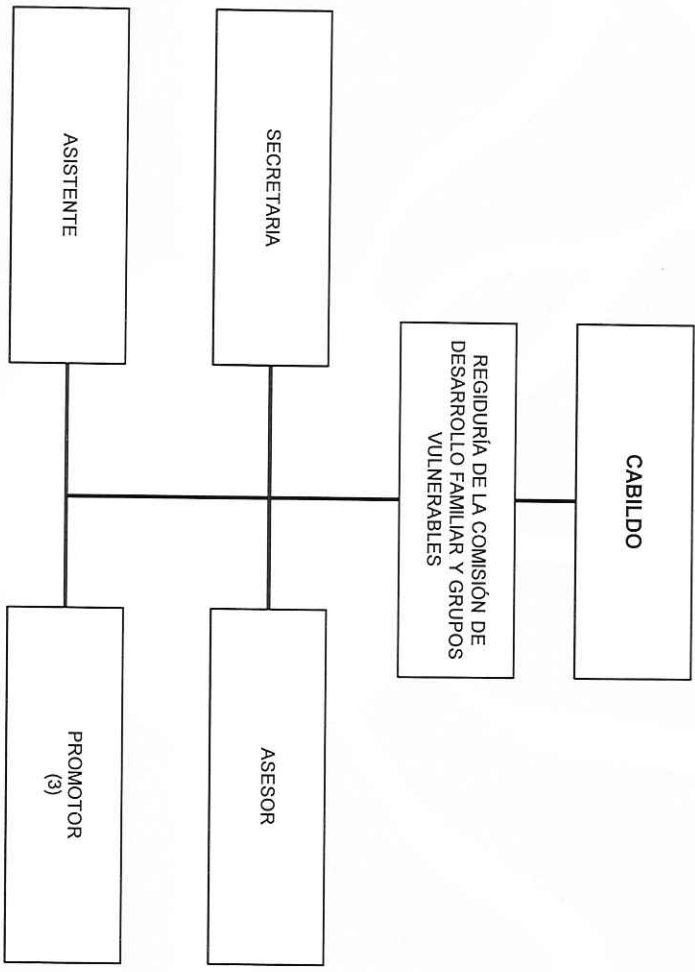 CABILDO
REGIDURÍA DE LA COMISIÓN DE
DESARROLLO FAMILIAR Y GRUPOS
VULNERABLES
SECRETARIA
ASESOR
ASISTENTE
PROMOTOR
(3)